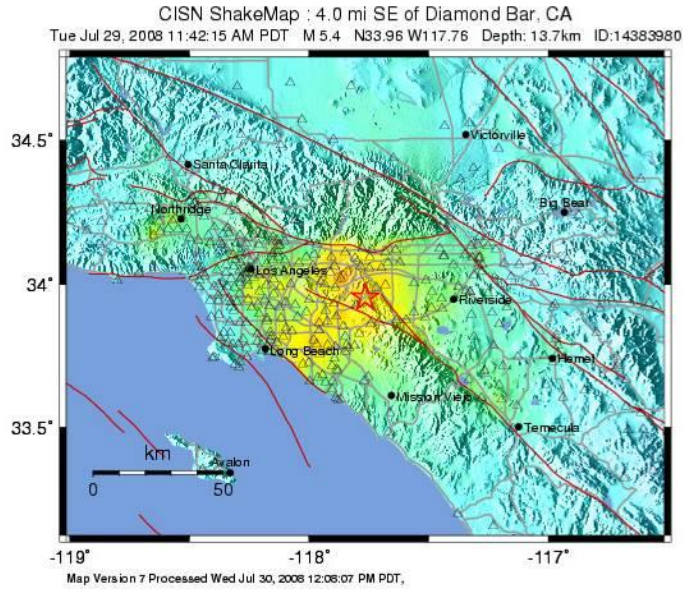 CISN ShakeMap : 4.0 mi SE of Diamond Bar, CA
Tue Jul 29, 2008 11:42:15 AM PDT M 5.4 N33.96 W117.76 Depth: 13.7km ID:14383980
34.5°
Victorville
Santa Clarita
Big Bear
Northridge
34°
Los Angeles
Riverside
Long Beach
Hemet
Mission Viejo
33.5°
Temecula
km
Avalon
0 50
-119° -118° -117°
Map Version 7 Processed Wed Jul 30, 2008 12:08:07 PM PDT,